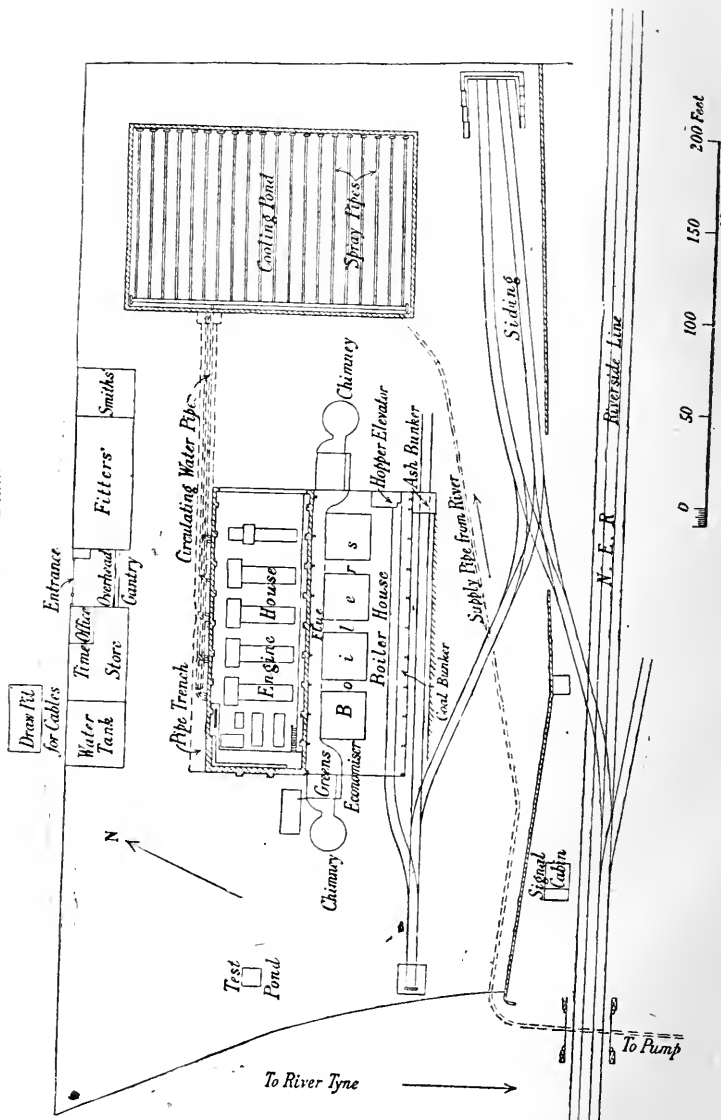 Draw Pit
for Cables
Water
Tank
Time Office
Store
Entrance
Overhead
Gantry
Fitters'
Smiths'
N
Pipe Trench
Circulating Water Pipe
Cooling Pond
Spray Pipes
Engine House
Flue
Boilers
Boiler House
Greens
Economiser
Chimney
Chimney
Hopper Elevator
Ash Bunker
Coal Bunker
Supply Pipe from River
Siding
Test
Pond
Signal
Cabin
N. E. R. Riverside Line
To Pump
To River Tyne
0 50 100 150 200 Feet